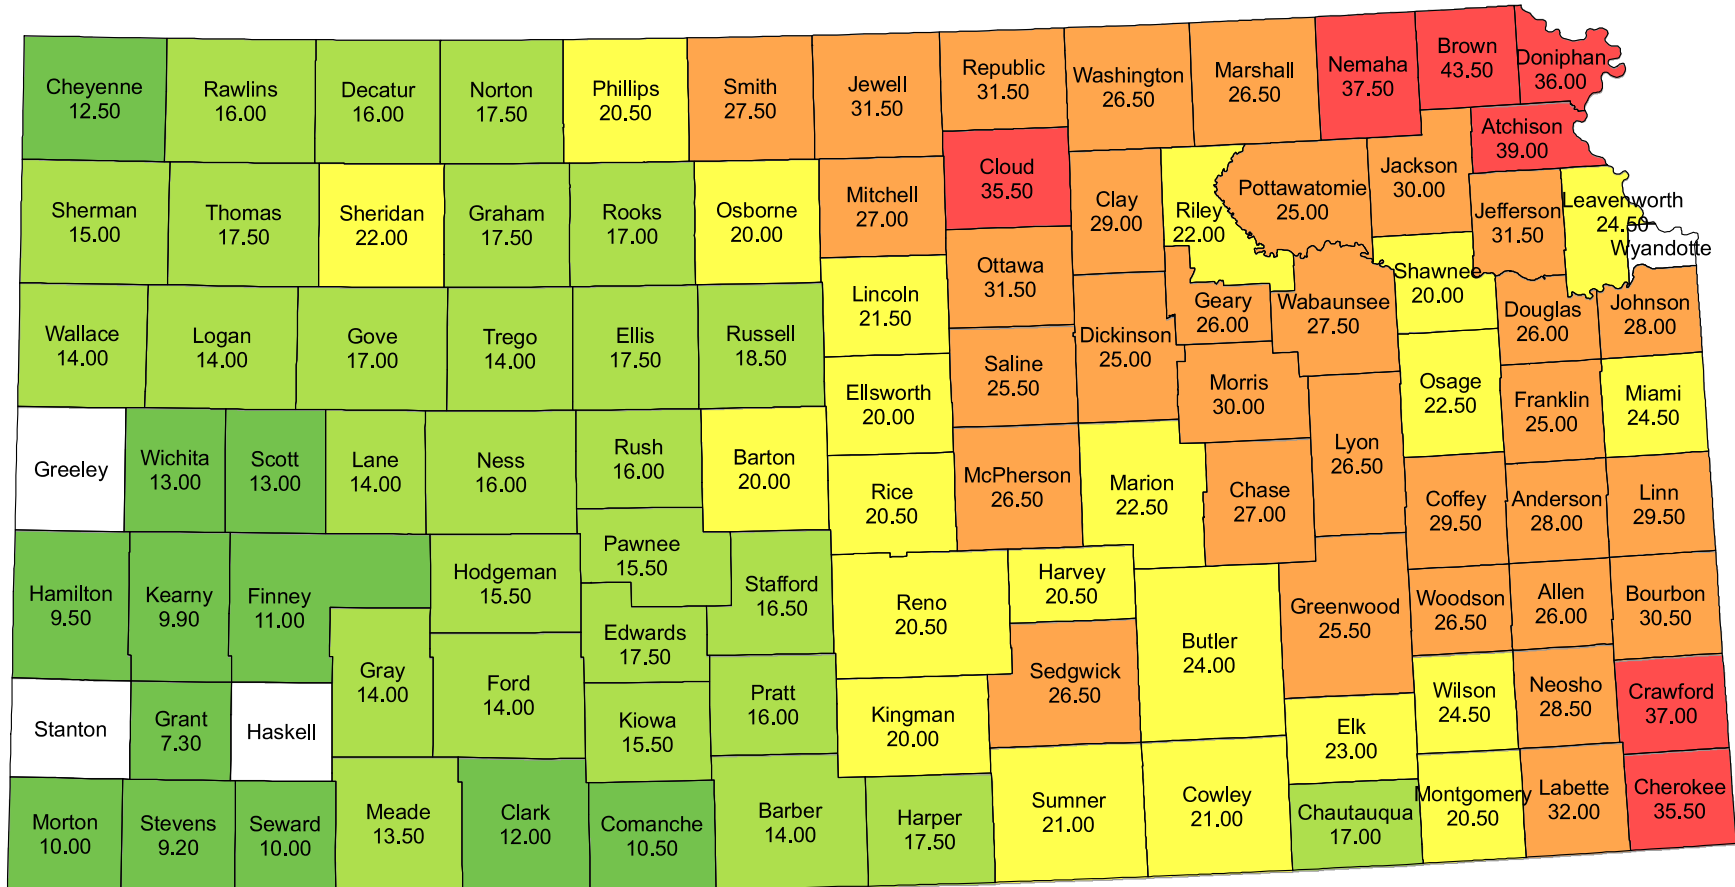 Cheyenne
12.50
Rawlins
16.00
Decatur
16.00
Norton
17.50
Phillips
20.50
Smith
27.50
Jewell
31.50
Republic
31.50
Washington
26.50
Marshall
26.50
Nemaha
37.50
Brown
43.50
Doniphan
36.00
Atchison
39.00
Sherman
15.00
Thomas
17.50
Sheridan
22.00
Graham
17.50
Rooks
17.00
Osborne
20.00
Mitchell
27.00
Cloud
35.50
Clay
29.00
Riley
22.00
Pottawatomie
25.00
Jackson
30.00
Jefferson
31.50
Leavenworth
24.50
Wyandotte
Wallace
14.00
Logan
14.00
Gove
17.00
Trego
14.00
Ellis
17.50
Russell
18.50
Lincoln
21.50
Ottawa
31.50
Dickinson
25.00
Geary
26.00
Wabaunsee
27.50
Shawnee
20.00
Douglas
26.00
Johnson
28.00
Ellsworth
20.00
Saline
25.50
Morris
30.00
Osage
22.50
Franklin
25.00
Miami
24.50
Greeley
Wichita
13.00
Scott
13.00
Lane
14.00
Ness
16.00
Rush
16.00
Barton
20.00
Rice
20.50
McPherson
26.50
Marion
22.50
Chase
27.00
Lyon
26.50
Coffey
29.50
Anderson
28.00
Linn
29.50
Hamilton
9.50
Kearny
9.90
Finney
11.00
Hodgeman
15.50
Pawnee
15.50
Stafford
16.50
Edwards
17.50
Reno
20.50
Harvey
20.50
Butler
24.00
Greenwood
25.50
Woodson
26.50
Allen
26.00
Bourbon
30.50
Gray
14.00
Ford
14.00
Kiowa
15.50
Pratt
16.00
Kingman
20.00
Sedgwick
26.50
Elk
23.00
Wilson
24.50
Neosho
28.50
Crawford
37.00
Stanton
Grant
7.30
Haskell
Morton
10.00
Stevens
9.20
Seward
10.00
Meade
13.50
Clark
12.00
Comanche
10.50
Barber
14.00
Harper
17.50
Sumner
21.00
Cowley
21.00
Chautauqua
17.00
Montgomery
20.50
Labette
32.00
Cherokee
35.50